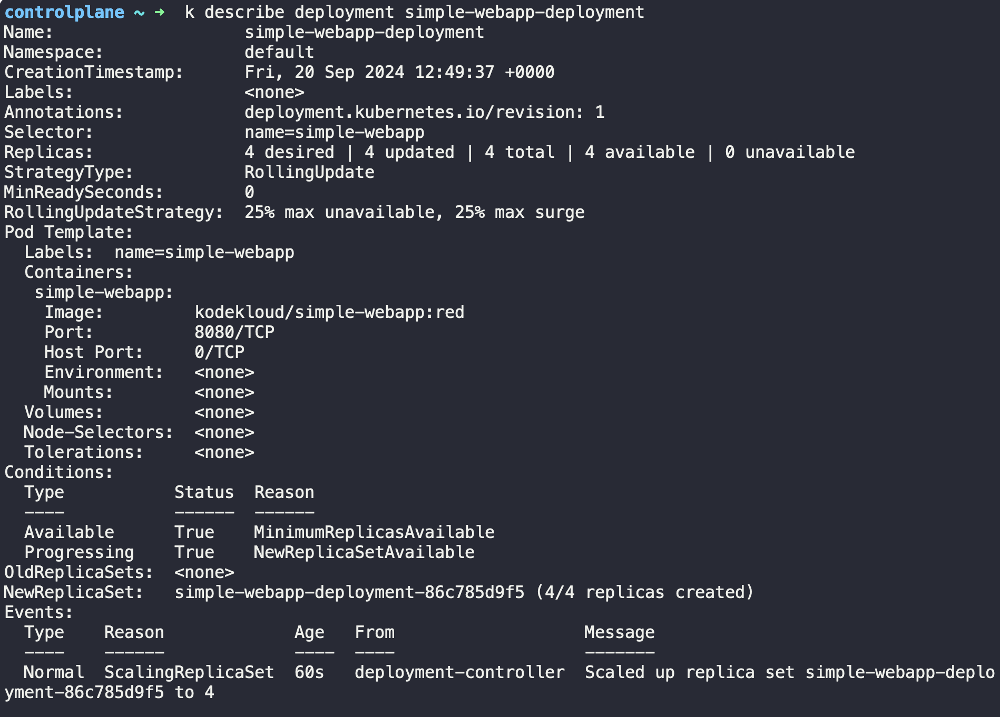 controlplane ~ ➜  k describe deployment simple-webapp-deployment
Name:                   simple-webapp-deployment
Namespace:              default
CreationTimestamp:      Fri, 20 Sep 2024 12:49:37 +0000
Labels:                 <none>
Annotations:            deployment.kubernetes.io/revision: 1
Selector:               name=simple-webapp
Replicas:               4 desired | 4 updated | 4 total | 4 available | 0 unavailable
StrategyType:           RollingUpdate
MinReadySeconds:        0
RollingUpdateStrategy:  25% max unavailable, 25% max surge
Pod Template:
  Labels:  name=simple-webapp
  Containers:
   simple-webapp:
    Image:         kodekloud/simple-webapp:red
    Port:          8080/TCP
    Host Port:     0/TCP
    Environment:   <none>
    Mounts:        <none>
  Volumes:         <none>
  Node-Selectors:  <none>
  Tolerations:     <none>
Conditions:
  Type           Status  Reason
  ----           ------  ------
  Available      True    MinimumReplicasAvailable
  Progressing    True    NewReplicaSetAvailable
OldReplicaSets:  <none>
NewReplicaSet:   simple-webapp-deployment-86c785d9f5 (4/4 replicas created)
Events:
  Type    Reason             Age   From                   Message
  ----    ------             ----  ----                   -------
  Normal  ScalingReplicaSet  60s   deployment-controller  Scaled up replica set simple-webapp-deplo
yment-86c785d9f5 to 4